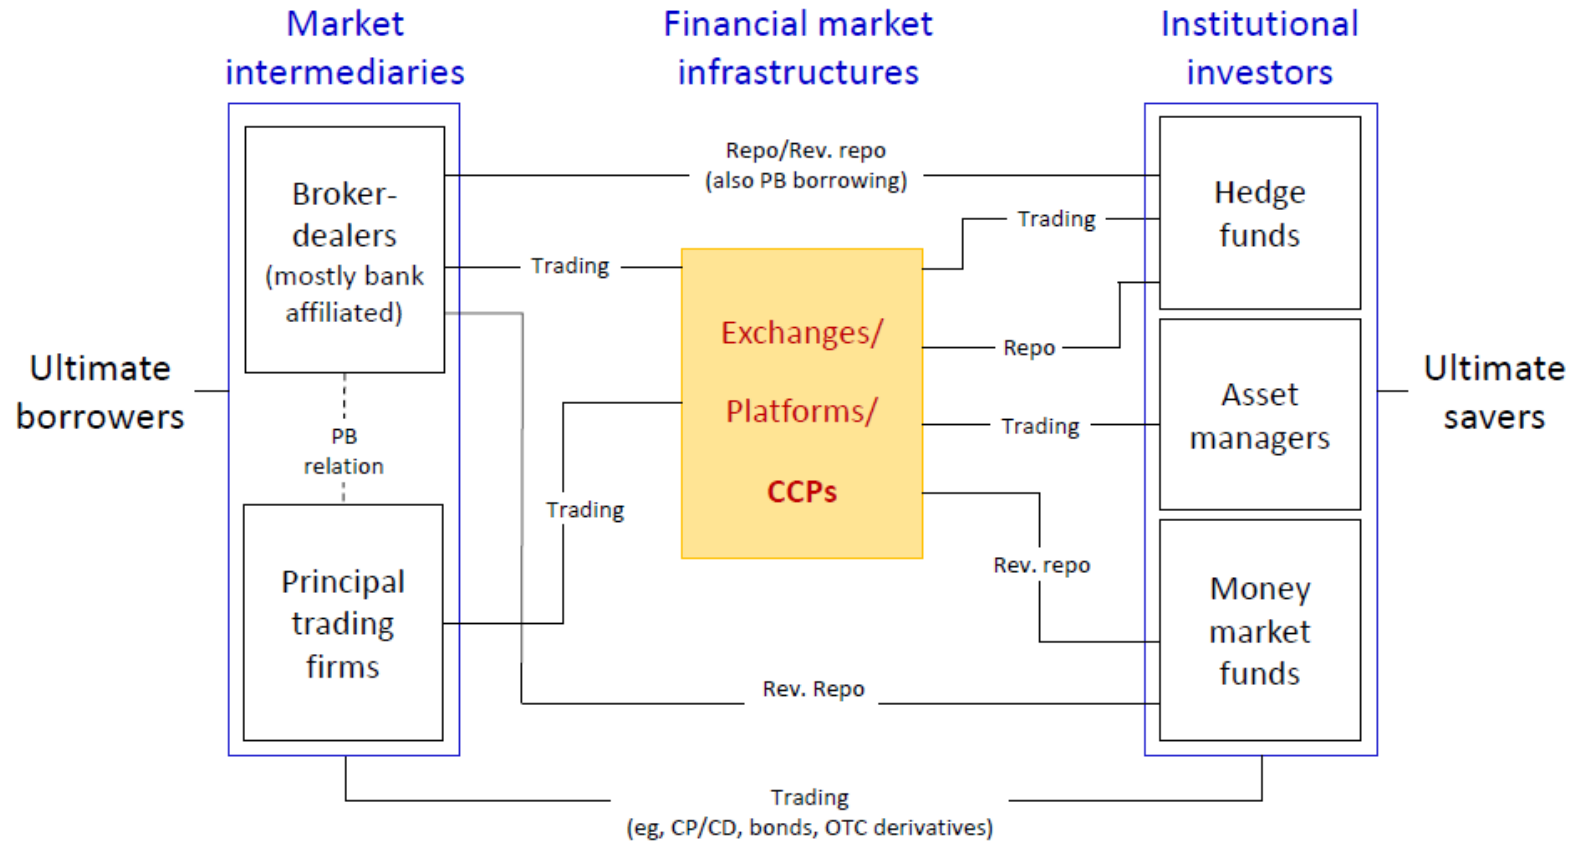 Market
intermediaries
Financial market
infrastructures
Institutional
investors
Repo/Rev. repo
(also PB borrowing)
Broker-
dealers
(mostly bank
affiliated)
Hedge
funds
Trading
Trading
Exchanges/
Platforms/
CCPs
Repo
Ultimate
borrowers
Asset
managers
Ultimate
savers
Trading
PB
relation
Trading
Rev. repo
Principal
trading
firms
Money
market
funds
Rev. Repo
Trading
(eg, CP/CD, bonds, OTC derivatives)